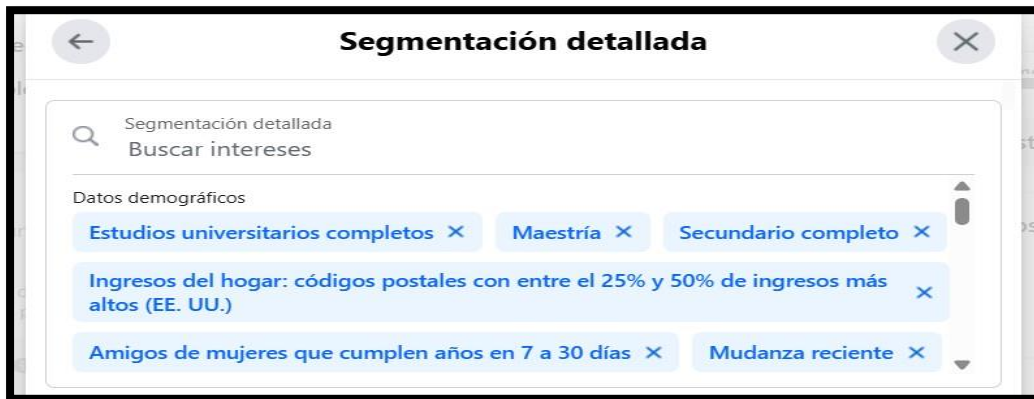 Segmentación detallada
Segmentación detallada
Buscar intereses
Datos demográficos
Estudios universitarios completos × Maestría × Secundario completo ×
Ingresos del hogar: códigos postales con entre el 25% y 50% de ingresos más
altos (EE. UU.) ×
Amigos de mujeres que cumplen años en 7 a 30 días × Mudanza reciente ×